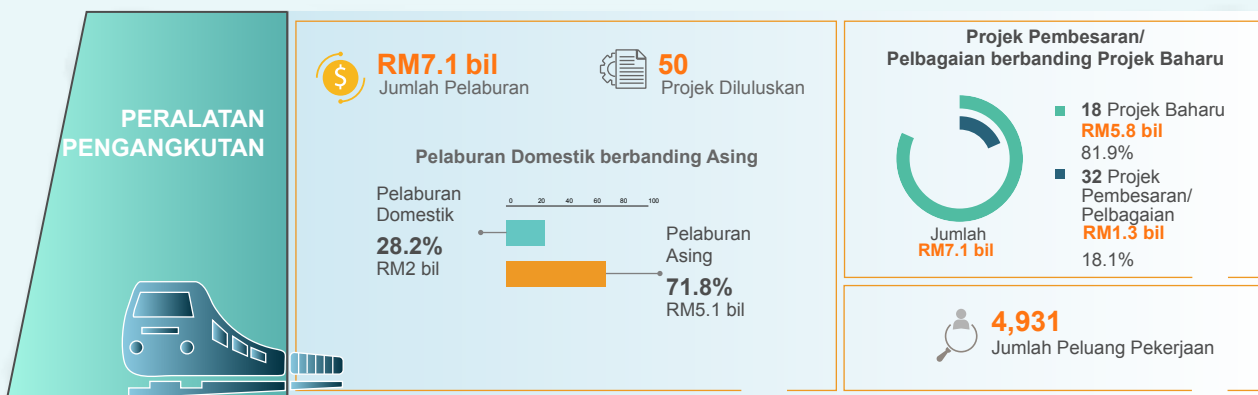 PERALATAN
PENGANGKUTAN
RM7.1 bil
Jumlah Pelaburan
50
Projek Diluluskan
Pelaburan Domestik berbanding Asing
Pelaburan
Domestik
28.2%
RM2 bil
0 20 40 60 80 100
Pelaburan
Asing
71.8%
RM5.1 bil
Projek Pembesaran/
Pelbagaian berbanding Projek Baharu
Jumlah
RM7.1 bil
18 Projek Baharu
RM5.8 bil
81.9%
32 Projek
Pembesaran/
Pelbagaian
RM1.3 bil
18.1%
4,931
Jumlah Peluang Pekerjaan